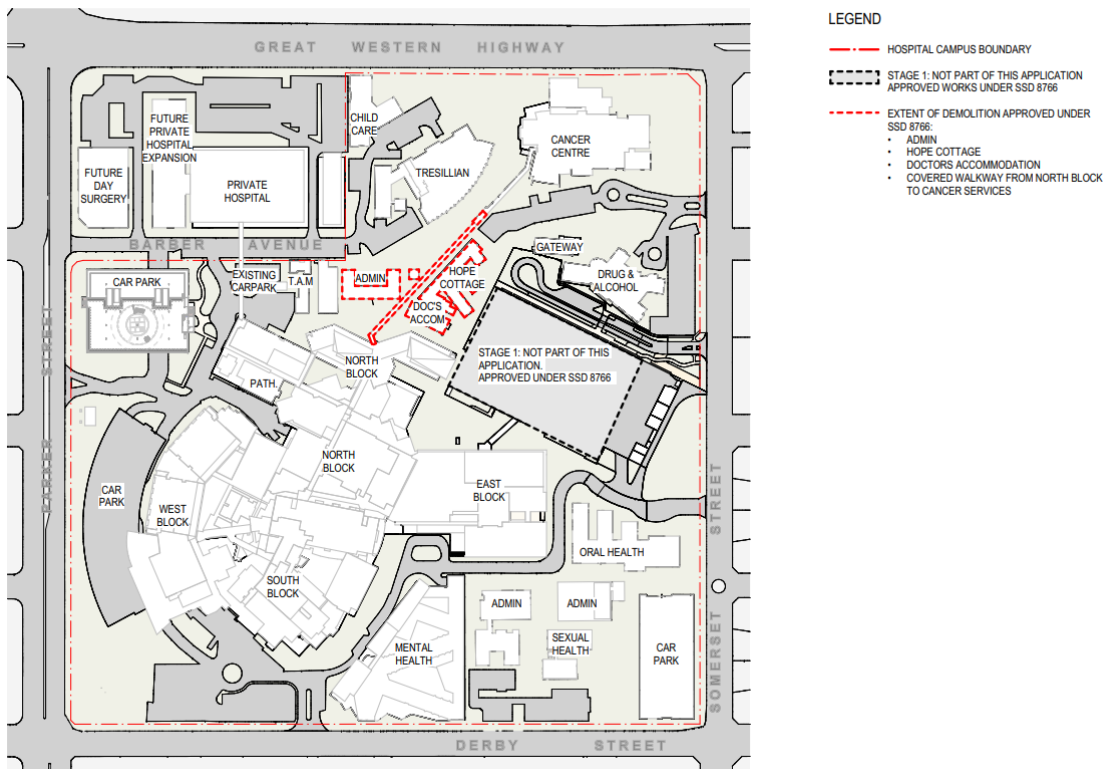 GREAT WESTERN HIGHWAY
CHILD
CARE
CANCER
CENTRE
FUTURE
PRIVATE
HOSPITAL
EXPANSION
TRESILLIAN
FUTURE
DAY
SURGERY
PRIVATE
HOSPITAL
BARBER AVENUE
GATEWAY
CAR PARK
EXISTING
CARPARK
T.A.M
ADMIN
HOPE
COTTAGE
DRUG &
ALCOHOL
DOC'S
ACCOM
PARKER STREET
STAGE 1: NOT PART OF THIS
APPLICATION.
APPROVED UNDER SSD 8766
NORTH
BLOCK
PATH.
NORTH
BLOCK
CAR
PARK
WEST
BLOCK
EAST
BLOCK
SOUTH
BLOCK
ORAL HEALTH
ADMIN
ADMIN
SEXUAL
HEALTH
MENTAL
HEALTH
CAR
PARK
SOMERSET STREET
DERBY STREET
LEGEND
HOSPITAL CAMPUS BOUNDARY
STAGE 1: NOT PART OF THIS APPLICATION
APPROVED WORKS UNDER SSD 8766
EXTENT OF DEMOLITION APPROVED UNDER
SSD 8766:
• ADMIN
• HOPE COTTAGE
• DOCTORS ACCOMMODATION
• COVERED WALKWAY FROM NORTH BLOCK
TO CANCER SERVICES